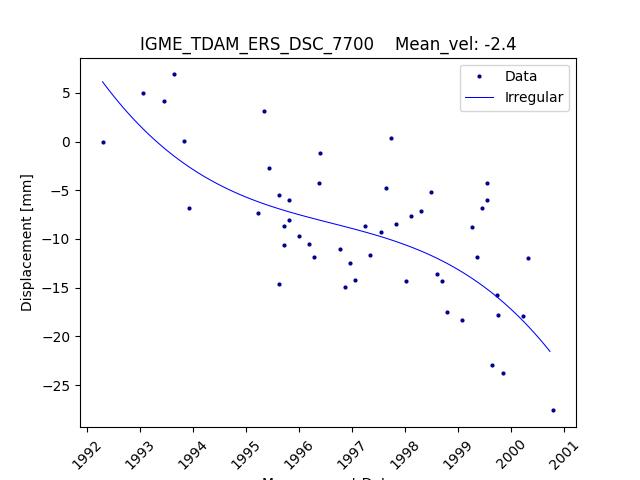 IGME_TDAM_ERS_DSC_7700    Mean_vel: -2.4
Data
Irregular
5
0
−5
−10
−15
−20
−25
Displacement [mm]
1992 1993 1994 1995 1996 1997 1998 1999 2000 2001